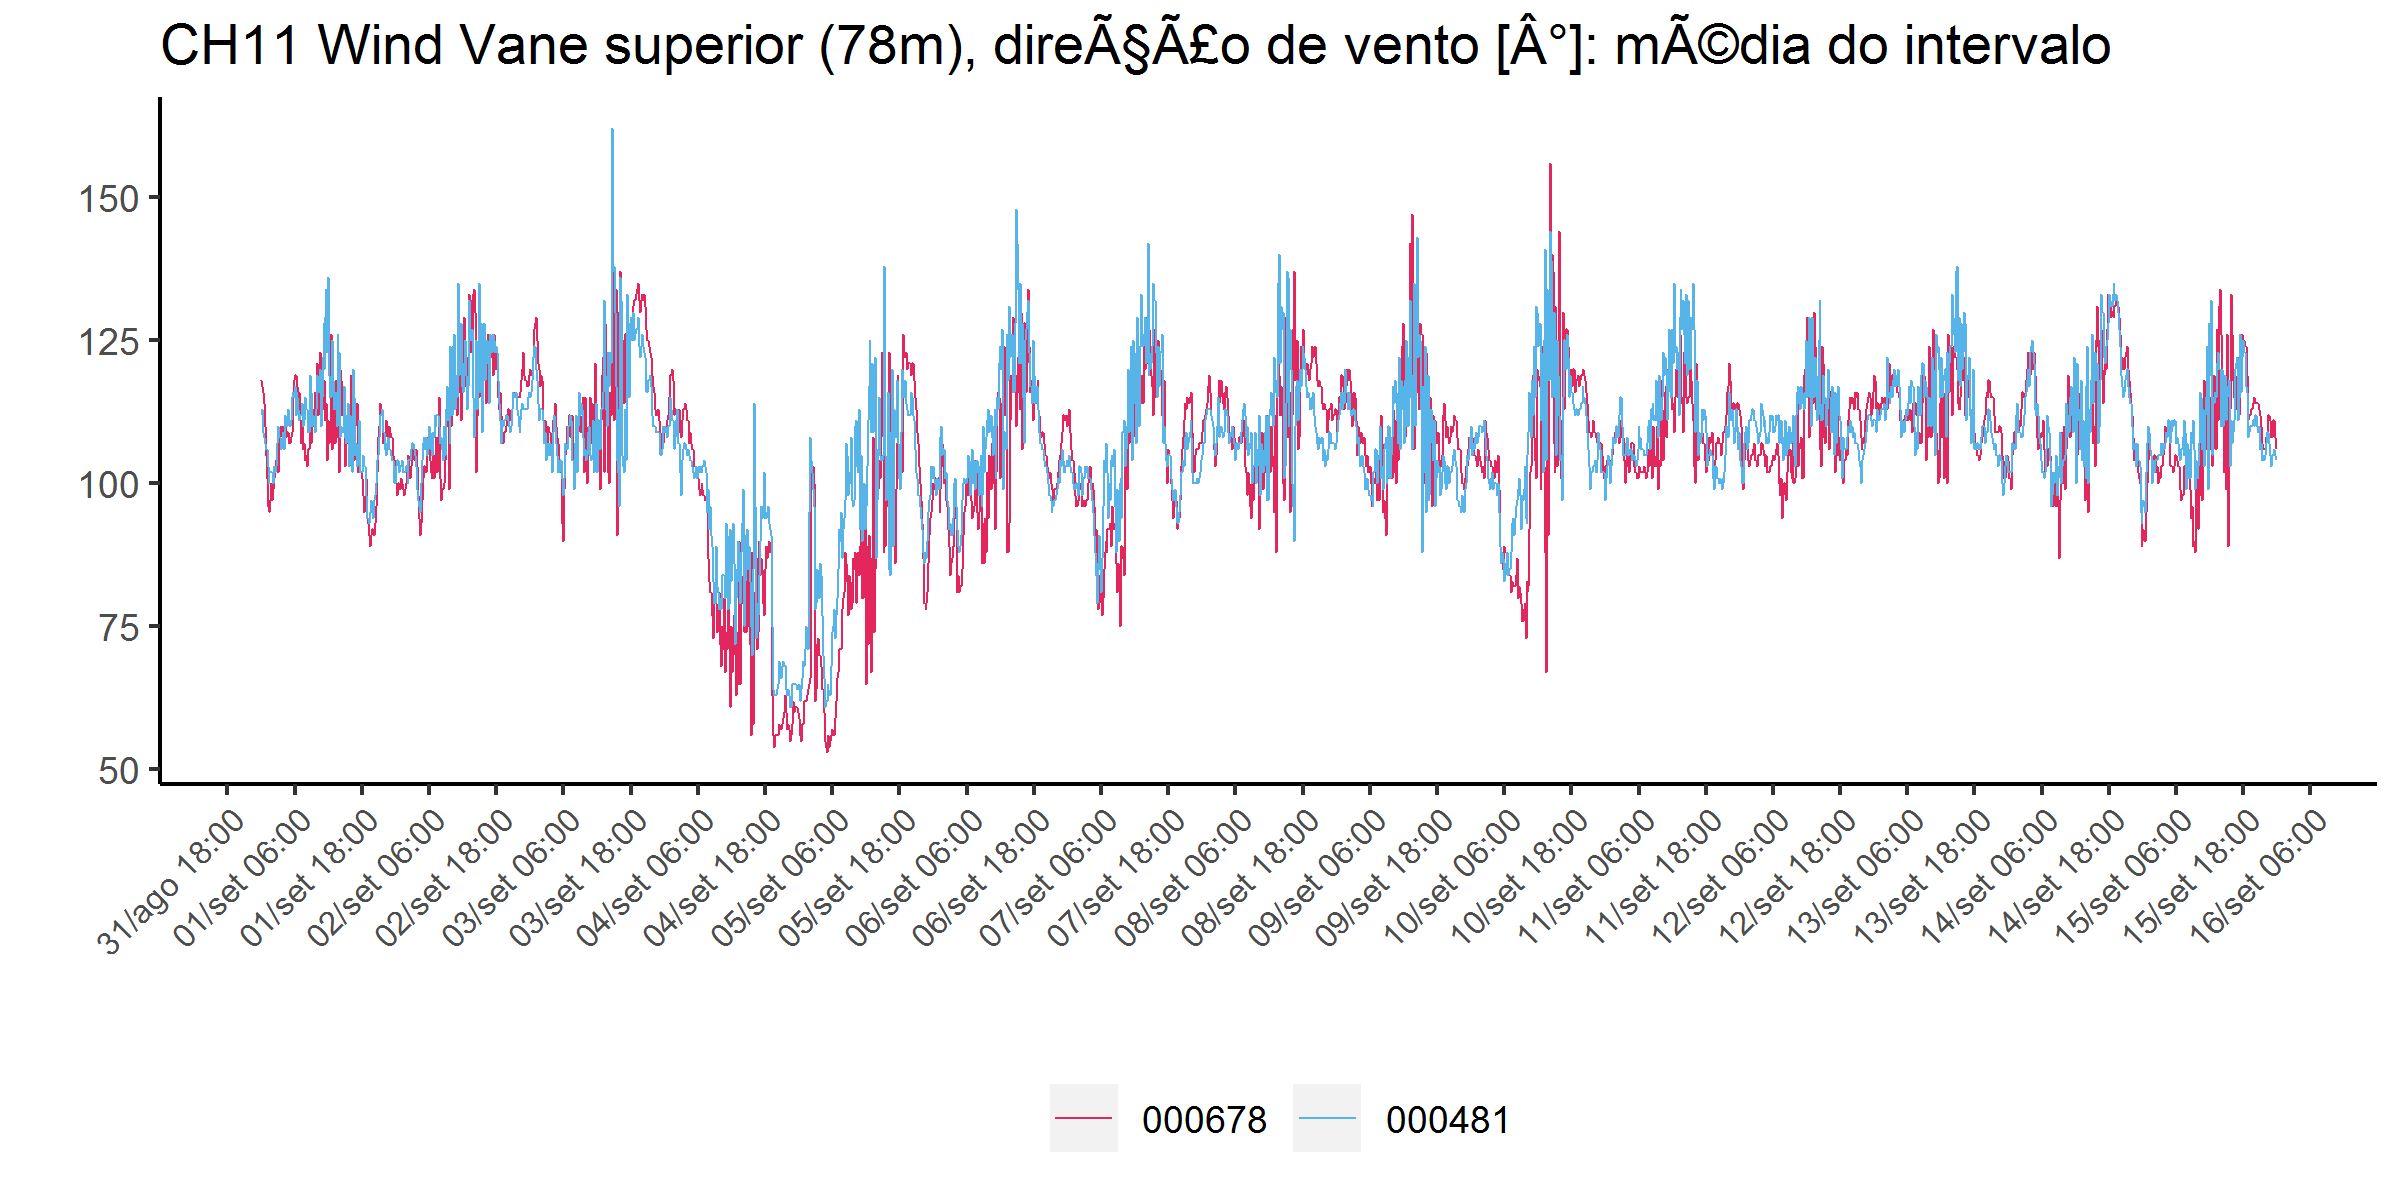 CH11 Wind Vane superior (78m), direÃ§Ã£o de vento [Â°]: mÃ©dia do intervalo
150
125
100
75
50
31/ago 18:00
01/set 06:00
01/set 18:00
02/set 06:00
02/set 18:00
03/set 06:00
03/set 18:00
04/set 06:00
04/set 18:00
05/set 06:00
05/set 18:00
06/set 06:00
06/set 18:00
07/set 06:00
07/set 18:00
08/set 06:00
08/set 18:00
09/set 06:00
09/set 18:00
10/set 06:00
10/set 18:00
11/set 06:00
11/set 18:00
12/set 06:00
12/set 18:00
13/set 06:00
13/set 18:00
14/set 06:00
14/set 18:00
15/set 06:00
15/set 18:00
16/set 06:00
000678
000481